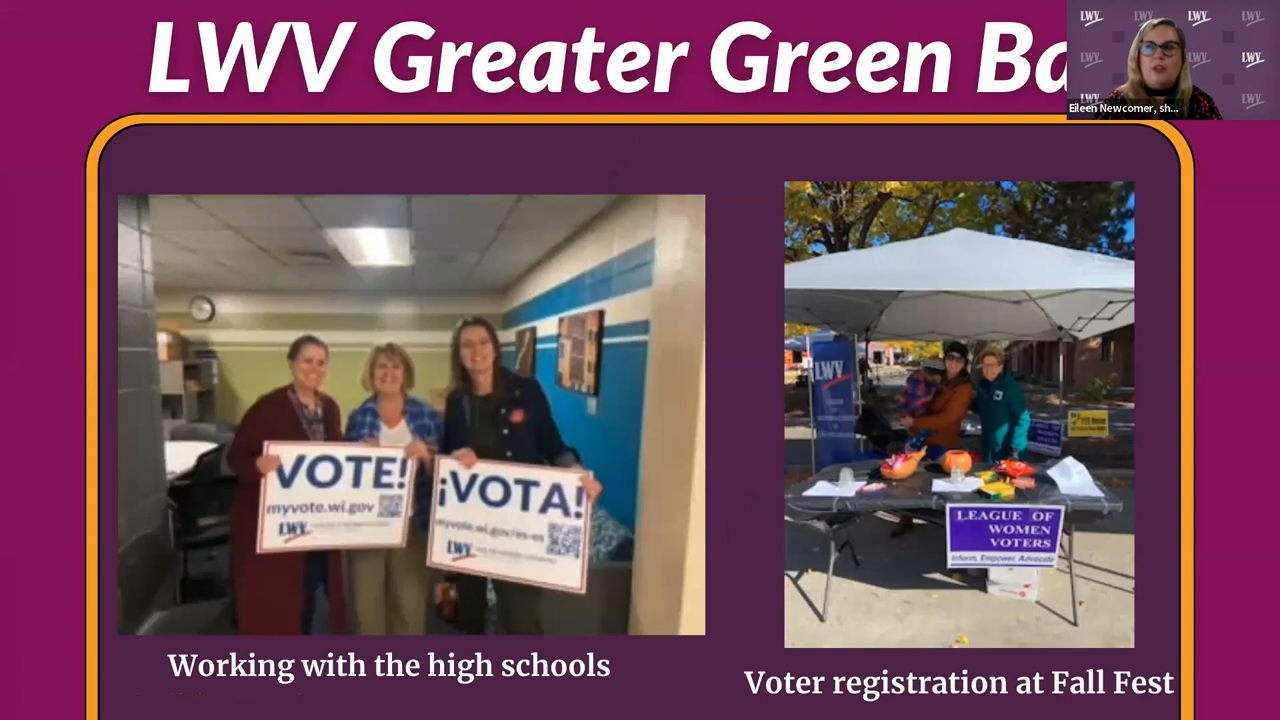 LWV Greater Green Ba
LWV
LWV
LWV
LWV
LWV
LWV
LWV
LWV
Eileen Newcomer, sh...
VOTE!
myvote.wi.gov
LWV
¡VOTA!
myvote.wi.gov/es-es
LWV
LWV
LEAGUE OF
WOMEN
VOTERS
Inform, Empower, Advocate
Working with the high schools
Voter registration at Fall Fest